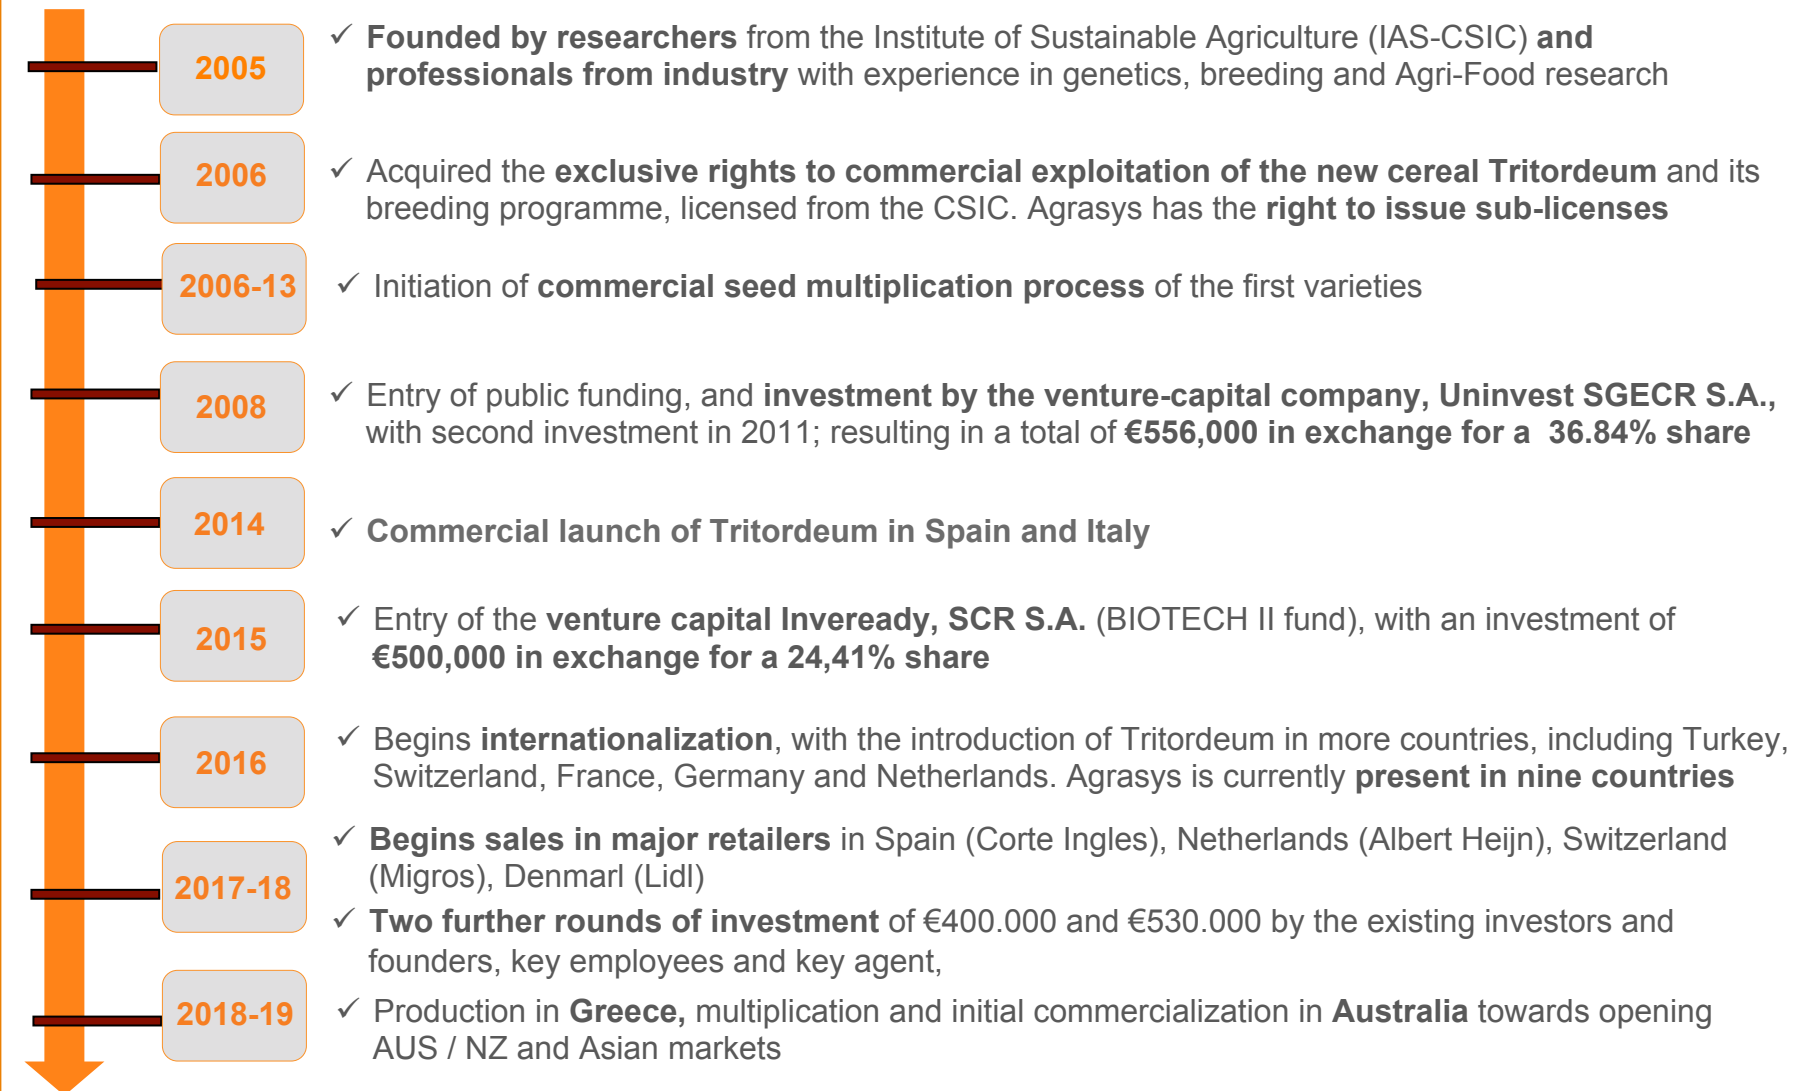 2005
✓ Founded by researchers from the Institute of Sustainable Agriculture (IAS-CSIC) and
professionals from industry with experience in genetics, breeding and Agri-Food research
2006
✓ Acquired the exclusive rights to commercial exploitation of the new cereal Tritordeum and its
breeding programme, licensed from the CSIC. Agrasys has the right to issue sub-licenses
2006-13
✓ Initiation of commercial seed multiplication process of the first varieties
2008
✓ Entry of public funding, and investment by the venture-capital company, Uninvest SGECR S.A.,
with second investment in 2011; resulting in a total of €556,000 in exchange for a 36.84% share
2014
✓ Commercial launch of Tritordeum in Spain and Italy
2015
✓ Entry of the venture capital Inveready, SCR S.A. (BIOTECH II fund), with an investment of
€500,000 in exchange for a 24,41% share
2016
✓ Begins internationalization, with the introduction of Tritordeum in more countries, including Turkey,
Switzerland, France, Germany and Netherlands. Agrasys is currently present in nine countries
2017-18
✓ Begins sales in major retailers in Spain (Corte Ingles), Netherlands (Albert Heijn), Switzerland
(Migros), Denmarl (Lidl)
✓ Two further rounds of investment of €400.000 and €530.000 by the existing investors and
founders, key employees and key agent,
2018-19
✓ Production in Greece, multiplication and initial commercialization in Australia towards opening
AUS / NZ and Asian markets